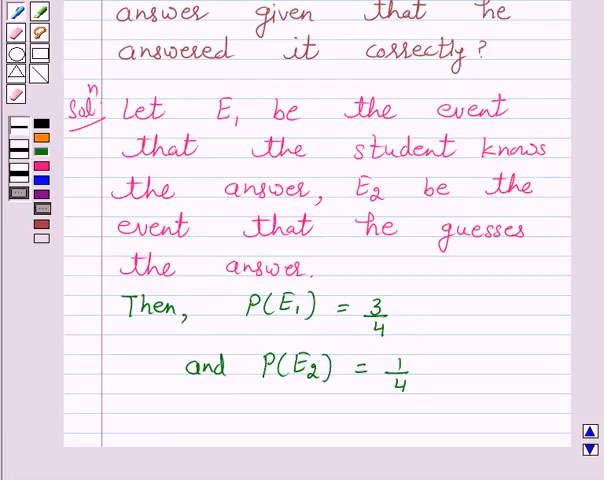 answer given that he
answered it correctly?
Solⁿ: Let E₁ be the event
that the student knows
the answer, E₂ be the
event that he guesses
the answer.
Then, P(E₁) = 3/4
and P(E₂) = 1/4